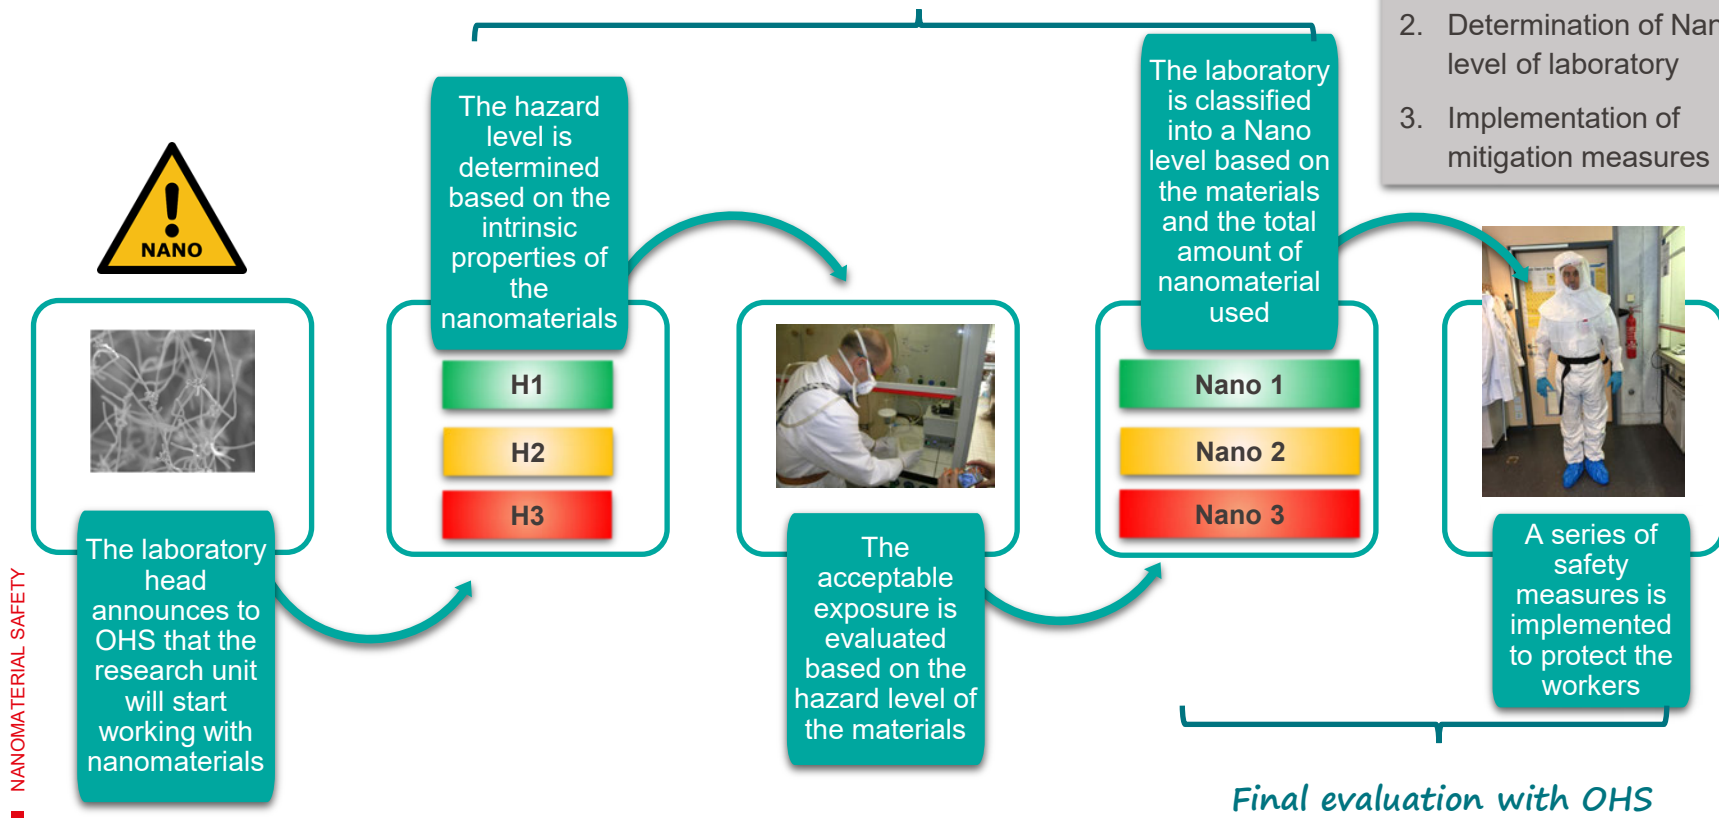 2. Determination of Nan
level of laboratory
3. Implementation of
mitigation measures
NANO
The laboratory
head
announces to
OHS that the
research unit
will start
working with
nanomaterials
The hazard
level is
determined
based on the
intrinsic
properties of
the
nanomaterials
H1
H2
H3
The
acceptable
exposure is
evaluated
based on the
hazard level of
the materials
The laboratory
is classified
into a Nano
level based on
the materials
and the total
amount of
nanomaterial
used
Nano 1
Nano 2
Nano 3
A series of
safety
measures is
implemented
to protect the
workers
Final evaluation with OHS
NANOMATERIAL SAFETY